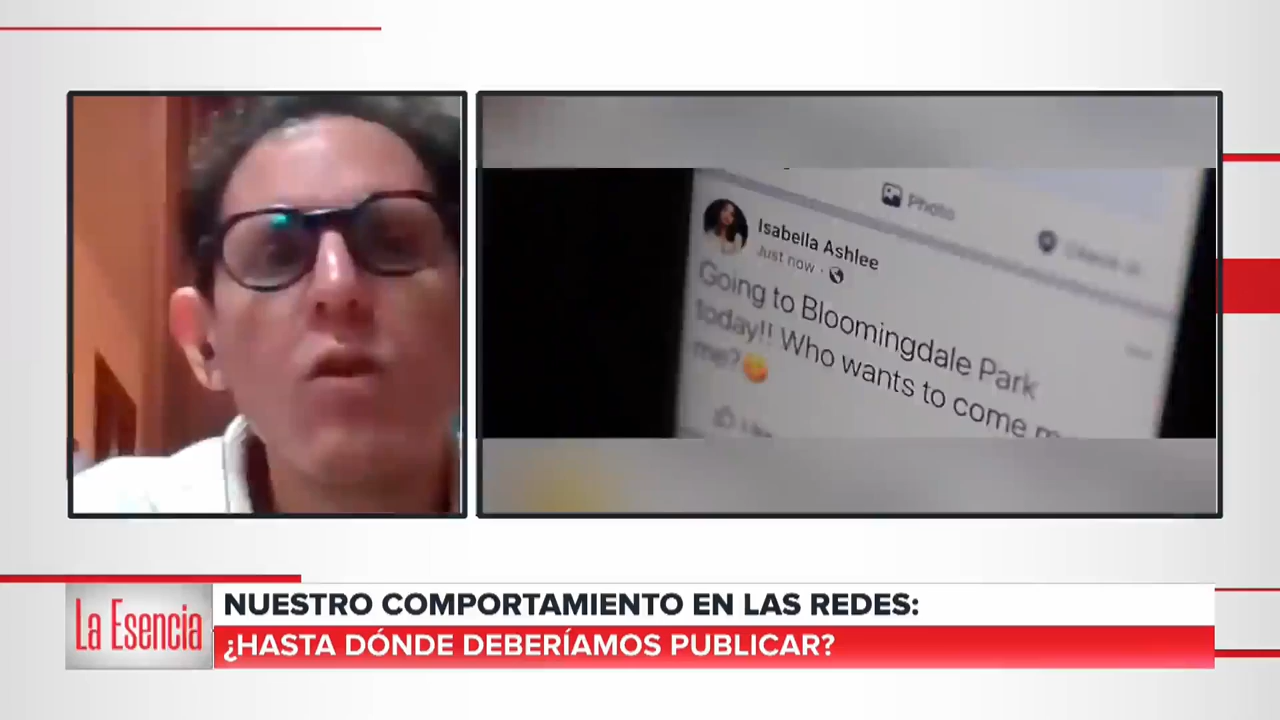 Photo
Isabella Ashlee
Just now ·
Going to Bloomingdale Park
today!! Who wants to come
me?
La Esencia
NUESTRO COMPORTAMIENTO EN LAS REDES:
¿HASTA DÓNDE DEBERÍAMOS PUBLICAR?